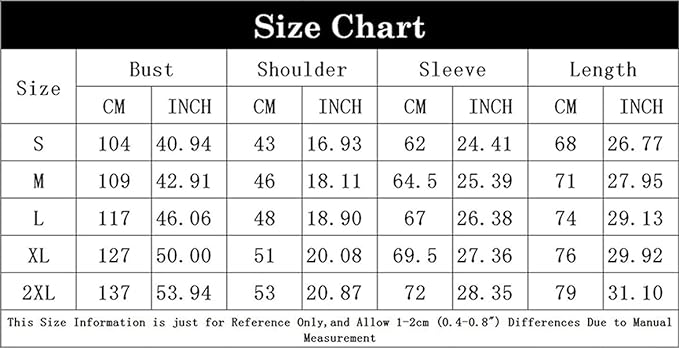 Size Chart
Size Bust Shoulder Sleeve Length
CM INCH CM INCH CM INCH CM INCH
S 104 40.94 43 16.93 62 24.41 68 26.77
M 109 42.91 46 18.11 64.5 25.39 71 27.95
L 117 46.06 48 18.90 67 26.38 74 29.13
XL 127 50.00 51 20.08 69.5 27.36 76 29.92
2XL 137 53.94 53 20.87 72 28.35 79 31.10
This Size Information is just for Reference Only,and Allow 1-2cm (0.4-0.8") Differences Due to Manual
Measurement